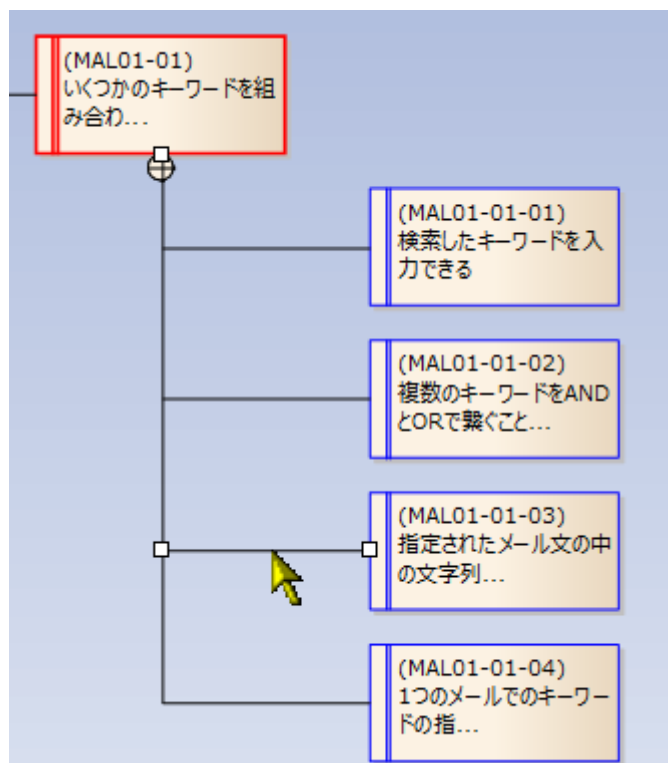 (MAL01-01)
いくつかのキーワードを組
み合わ...
(MAL01-01-01)
検索したキーワードを入
力できる
(MAL01-01-02)
複数のキーワードをAND
とORで繋ぐこと...
(MAL01-01-03)
指定されたメール文の中
の文字列...
(MAL01-01-04)
1つのメールでのキーワー
ドの指...